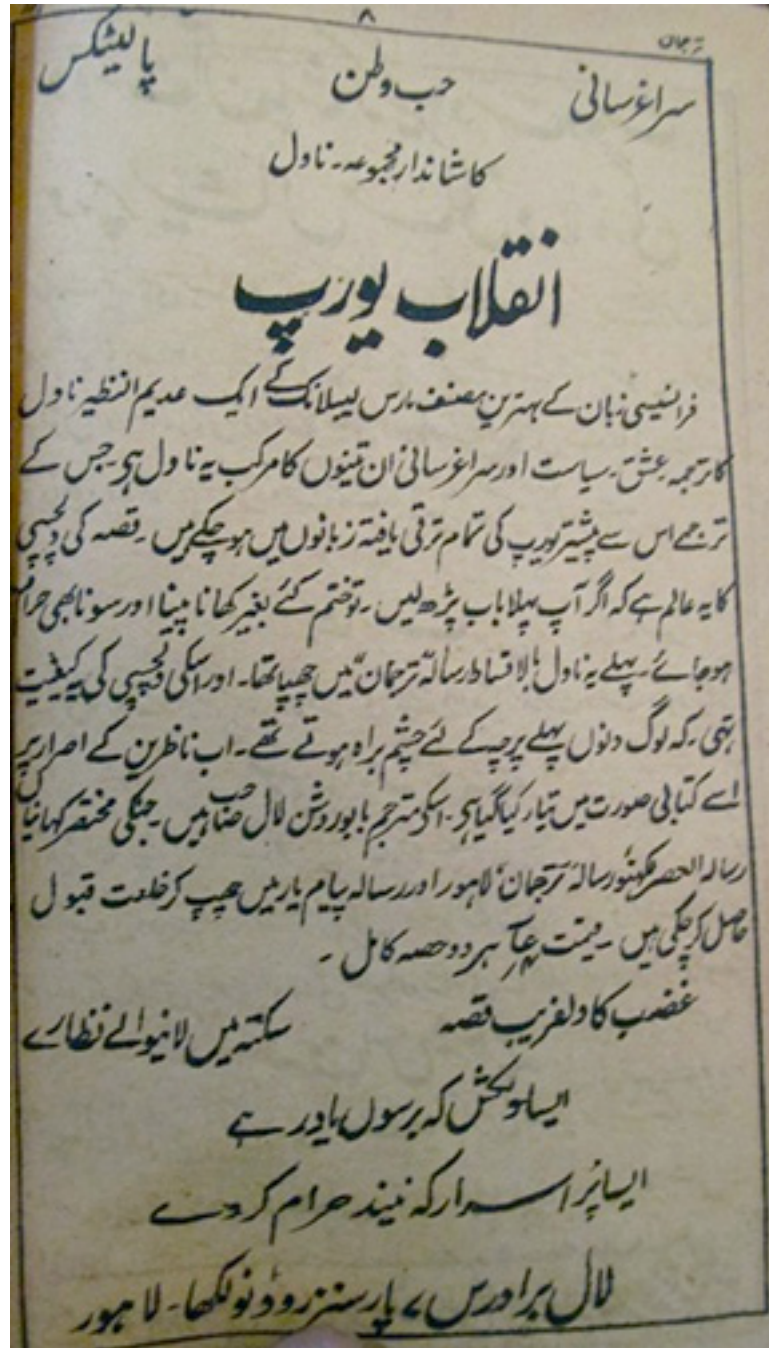 ۸
ترجمان
سراغرسانی حب وطن پالیٹکس
کا شاندار مجموعہ۔ ناول
انقلاب یورپ
فرانسیسی زبان کے بہترین مصنف مارس لیبلانک کے ایک عدیم النظیر ناول
کا ترجمہ۔ عشق۔ سیاست اور سراغرسانی ان تینوں کا مرکب یہ ناول ہی۔ جس کے
ترجمے اس سے پیشتر یورپ کی تمام ترقی یافتہ زبانوں میں ہو چکے ہیں۔ قصہ کی دلچسپی
کا یہ عالم ہے کہ اگر آپ پہلا باب پڑھ لیں۔ تو ختم کئے بغیر کھانا پینا اور سونا بھی حرام
ہو جائے۔ پہلے یہ ناول بالاقساط رسالہ "ترجمان" میں چھپا تھا۔ اور اسکی دلچسپی کی یہ کیفیت
تھی۔ کہ لوگ دنوں پہلے پرچہ کے لئے چشم براہ ہوتے تھے۔ اب ناظرین کے اصرار پر
اسے کتابی صورت میں تیار کیا گیا ہی۔ اسکی مترجم بابو روشن لال صاحب ہیں۔ جنکی مختصر کہانیاں
رسالہ العصر لکھنؤ رسالہ "ترجمان" لاہور اور رسالہ پیام یار میں چھپ کر خلعت قبول
حاصل کر چکی ہیں۔ قیمت ہر دو حصہ کامل۔
غضب کا دلفریب قصہ سکتہ میں لانیوالے نظارے
ایسا دلکش کہ برسوں یاد رہے
ایسا پُر اسرار کہ نیند حرام کر دے
لال برادرس ۷ پارسنز روڈ نولکھا۔ لاہور